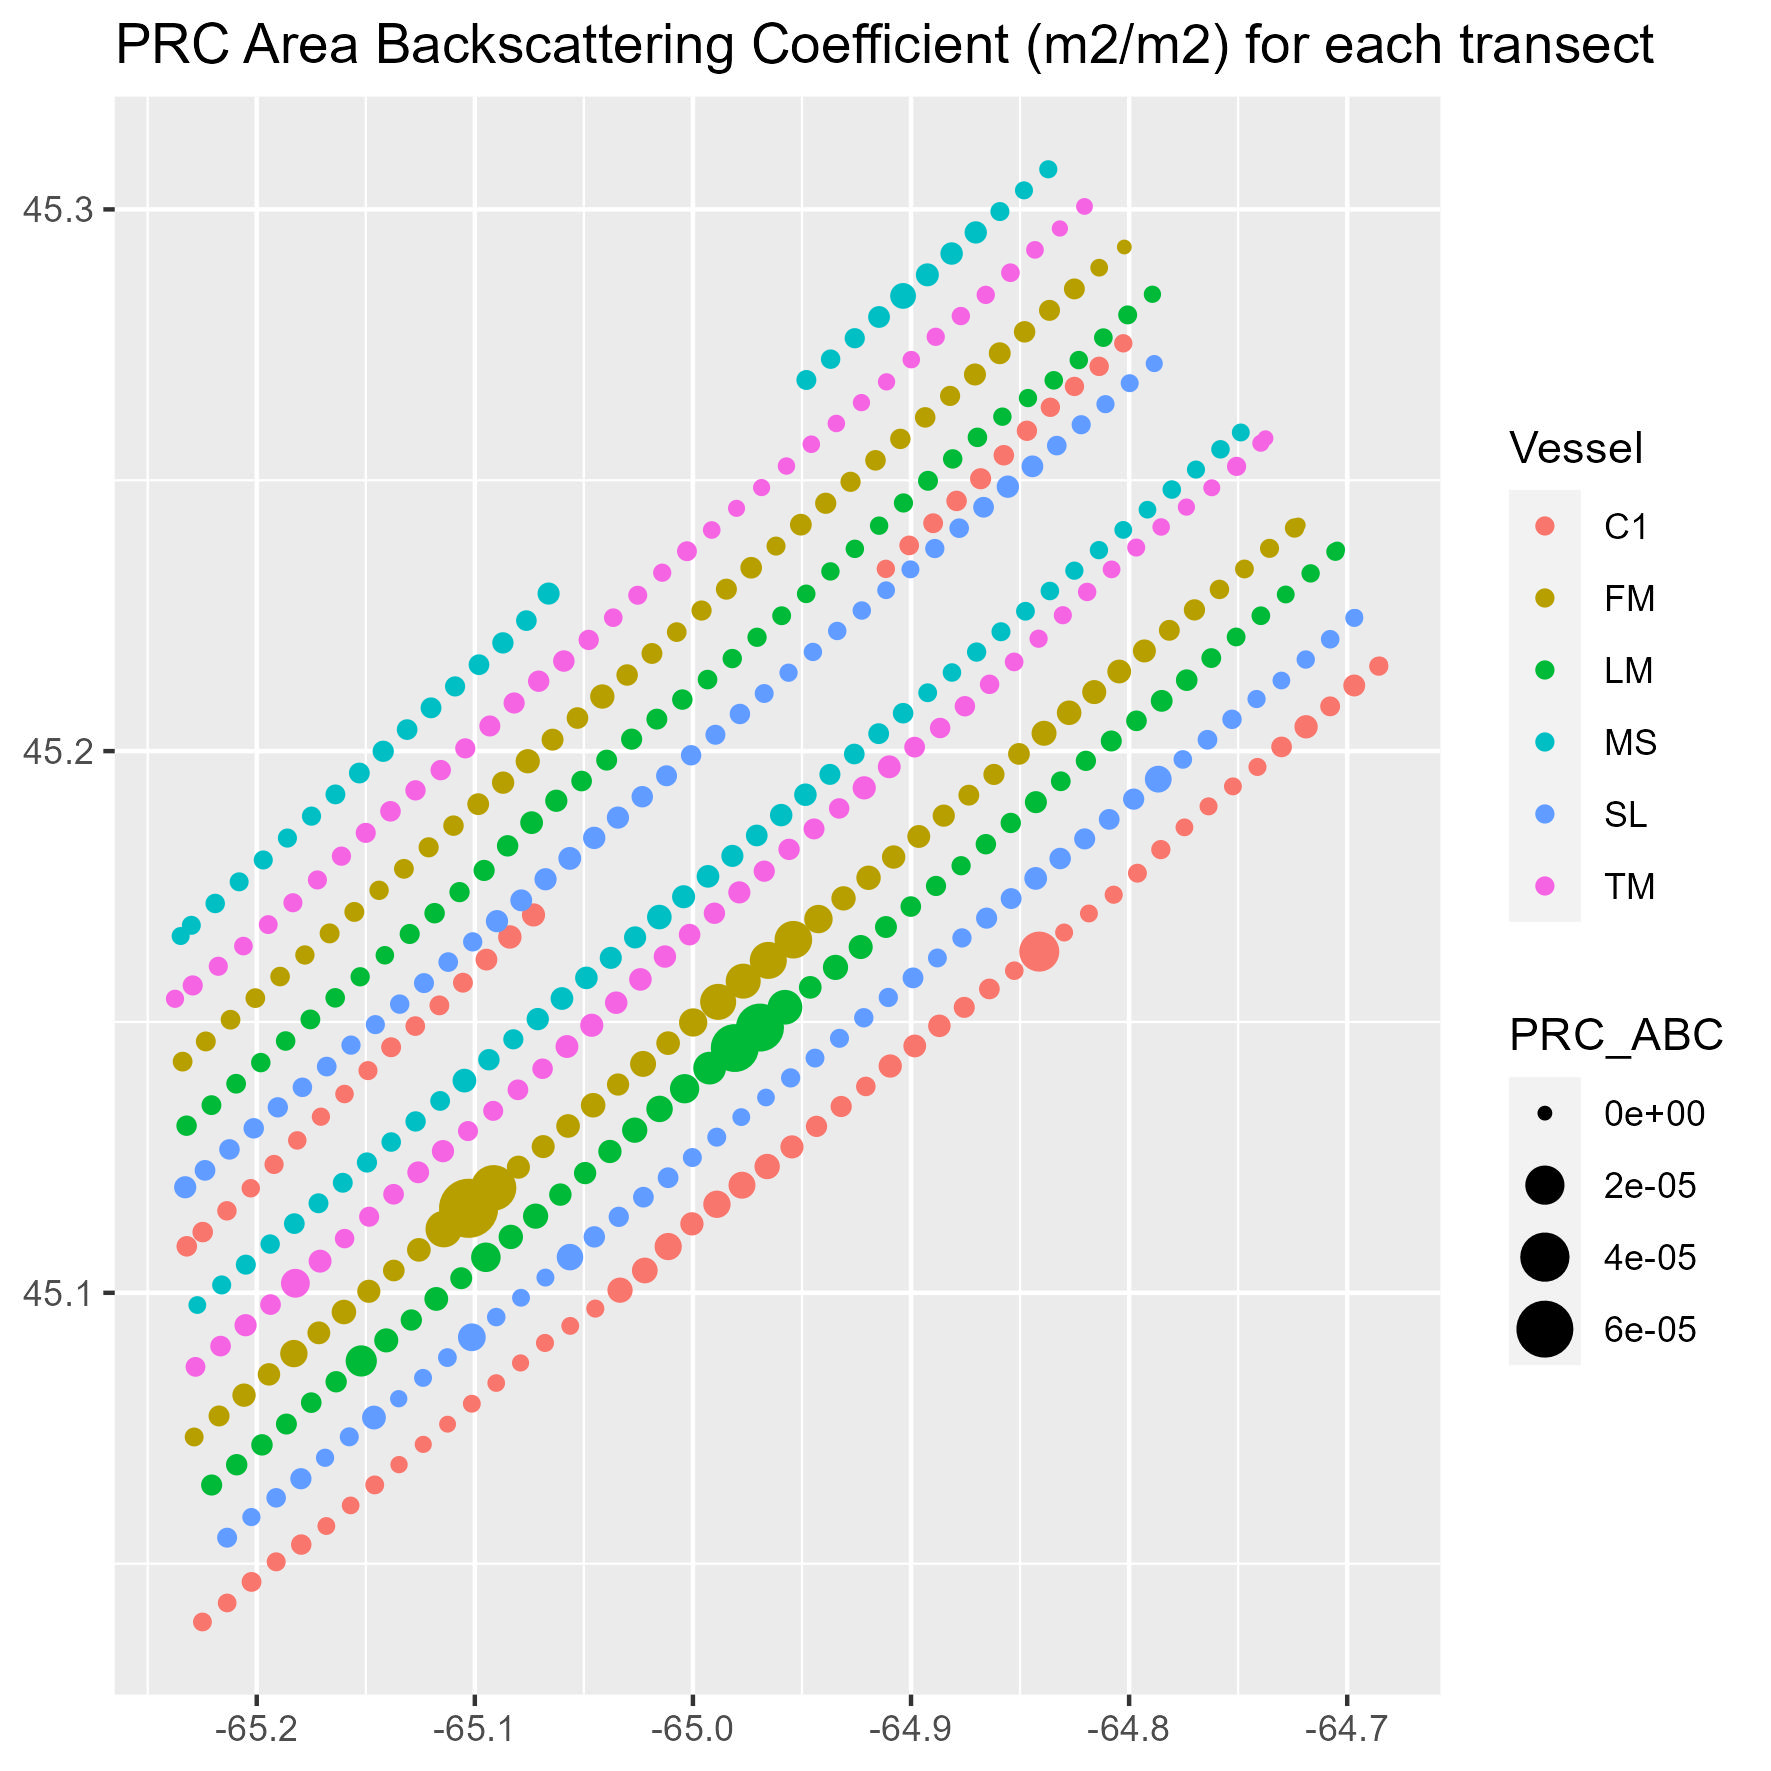 PRC Area Backscattering Coefficient (m2/m2) for each transect
45.3
45.2
45.1
-65.2
-65.1
-65.0
-64.9
-64.8
-64.7
Vessel
C1
FM
LM
MS
SL
TM
PRC_ABC
0e+00
2e-05
4e-05
6e-05